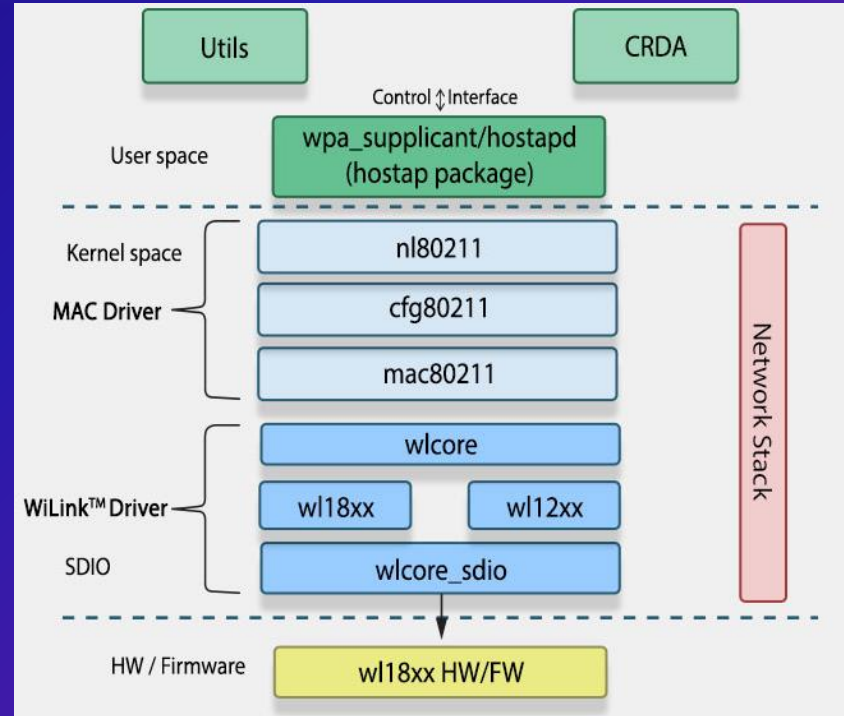 Utils
CRDA
Control Interface
User space
wpa_supplicant/hostapd
(hostap package)
Kernel space
nl80211
MAC Driver
cfg80211
mac80211
Network Stack
wlcore
WiLink™ Driver
wl18xx
wl12xx
SDIO
wlcore_sdio
HW / Firmware
wl18xx HW/FW